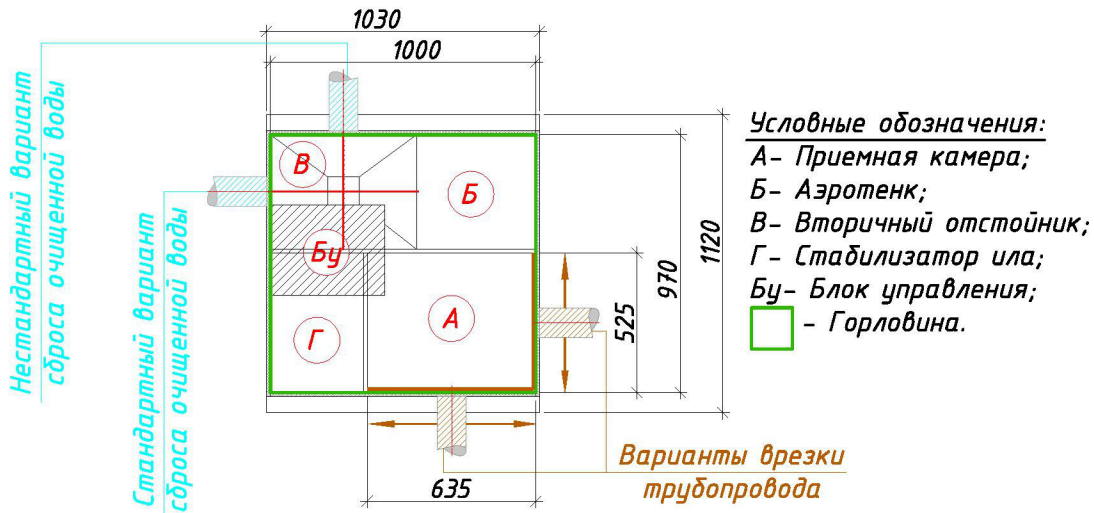 1030
1000
Нестандартный вариант
сброса очищенной воды
Стандартный вариант
сброса очищенной воды
В
Б
Бу
А
Г
525
970
1120
635
Варианты врезки
трубопровода
Условные обозначения:
А- Приемная камера;
Б- Аэротенк;
В- Вторичный отстойник;
Г- Стабилизатор ила;
Бу- Блок управления;
- Горловина.